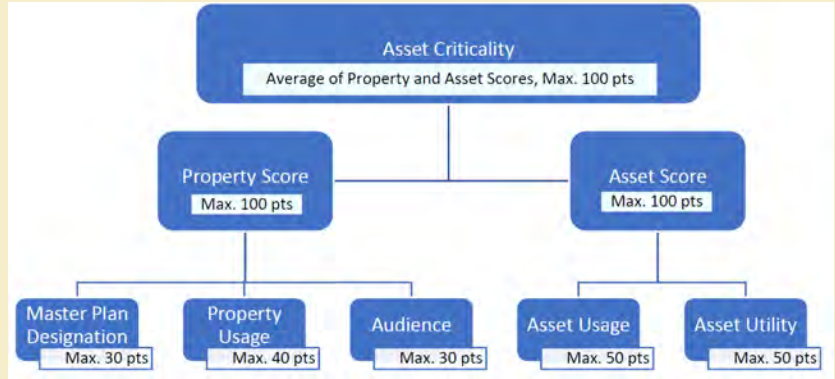 Asset Criticality
Average of Property and Asset Scores, Max. 100 pts
Property Score
Max. 100 pts
Asset Score
Max. 100 pts
Master Plan
Designation
Max. 30 pts
Property
Usage
Max. 40 pts
Audience
Max. 30 pts
Asset Usage
Max. 50 pts
Asset Utility
Max. 50 pts